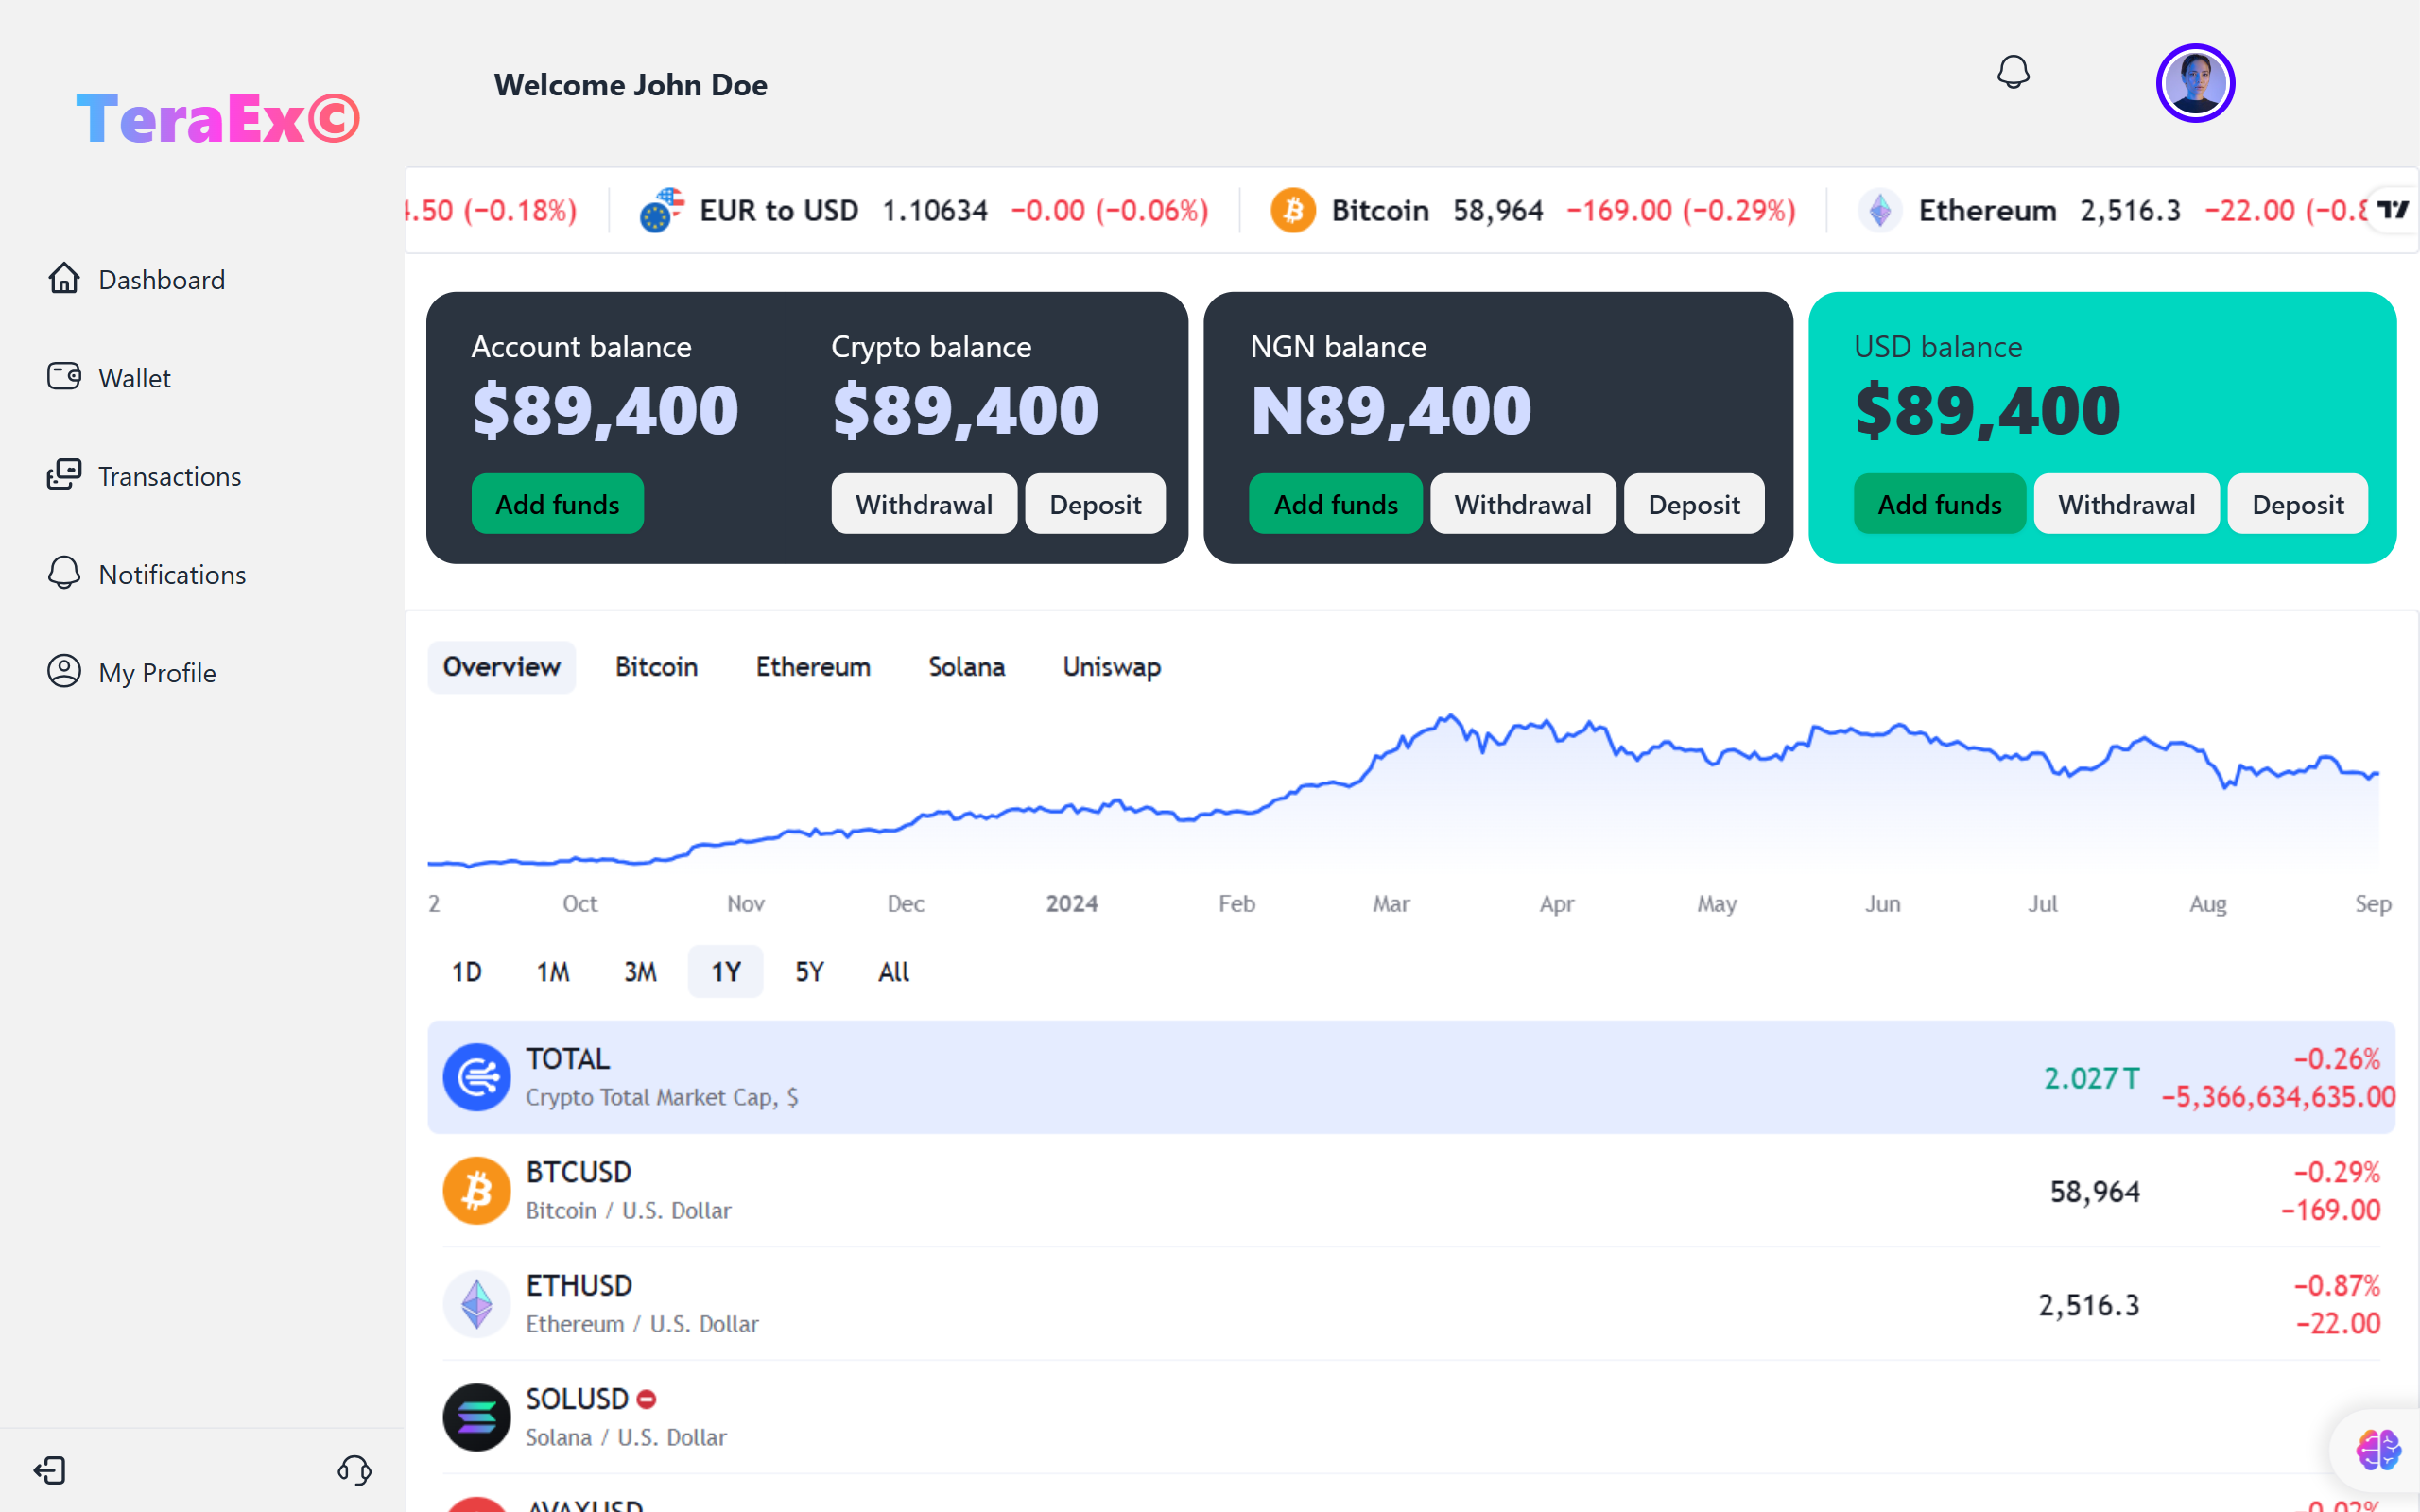 TeraEx©
Welcome John Doe
Dashboard
Wallet
Transactions
Notifications
My Profile
4.50 (−0.18%) EUR to USD 1.10634 −0.00 (−0.06%) Bitcoin 58,964 −169.00 (−0.29%) Ethereum 2,516.3 −22.00 (−0.8
Account balance
$89,400
Add funds
Crypto balance
$89,400
Withdrawal Deposit
NGN balance
N89,400
Add funds Withdrawal Deposit
USD balance
$89,400
Add funds Withdrawal Deposit
Overview Bitcoin Ethereum Solana Uniswap
2 Oct Nov Dec 2024 Feb Mar Apr May Jun Jul Aug Sep
1D 1M 3M 1Y 5Y All
TOTAL
Crypto Total Market Cap, $
2.027 T
−0.26%
−5,366,634,635.00
BTCUSD
Bitcoin / U.S. Dollar
58,964
−0.29%
−169.00
ETHUSD
Ethereum / U.S. Dollar
2,516.3
−0.87%
−22.00
SOLUSD
Solana / U.S. Dollar
AVAXUSD
−0.02%